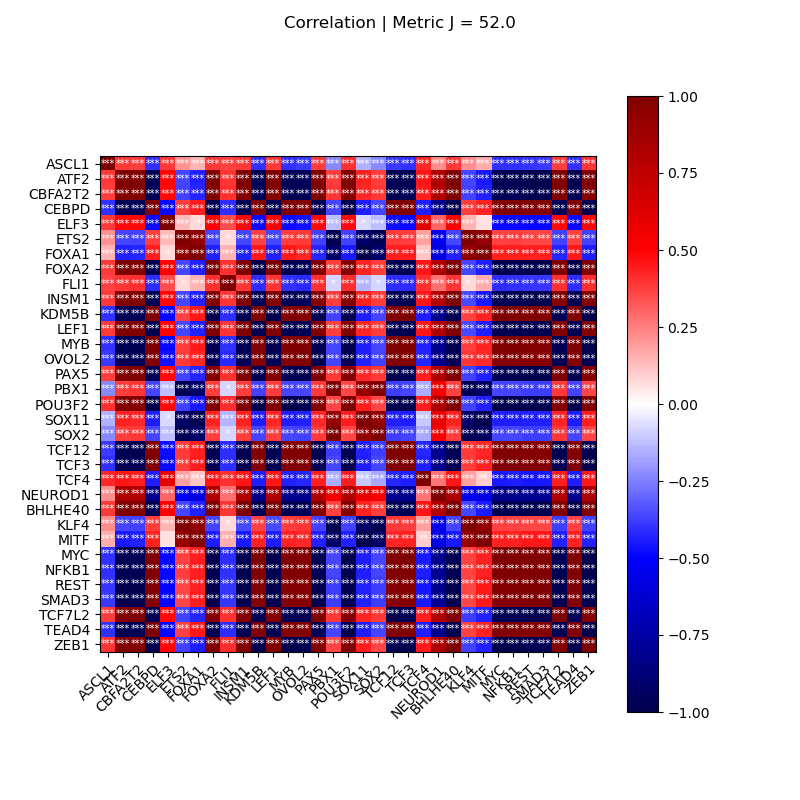 Correlation | Metric J = 52.0
ASCL1
ATF2
CBFA2T2
CEBPD
ELF3
ETS2
FOXA1
FOXA2
FLI1
INSM1
KDM5B
LEF1
MYB
OVOL2
PAX5
PBX1
POU3F2
SOX11
SOX2
TCF12
TCF3
TCF4
NEUROD1
BHLHE40
KLF4
MITF
MYC
NFKB1
REST
SMAD3
TCF7L2
TEAD4
ZEB1
ASCL1
ATF2
CBFA2T2
CEBPD
ELF3
ETS2
FOXA1
FOXA2
FLI1
INSM1
KDM5B
LEF1
MYB
OVOL2
PAX5
PBX1
POU3F2
SOX11
SOX2
TCF12
TCF3
TCF4
NEUROD1
BHLHE40
KLF4
MITF
MYC
NFKB1
REST
SMAD3
TCF7L2
TEAD4
ZEB1
1.00
0.75
0.50
0.25
0.00
−0.25
−0.50
−0.75
−1.00